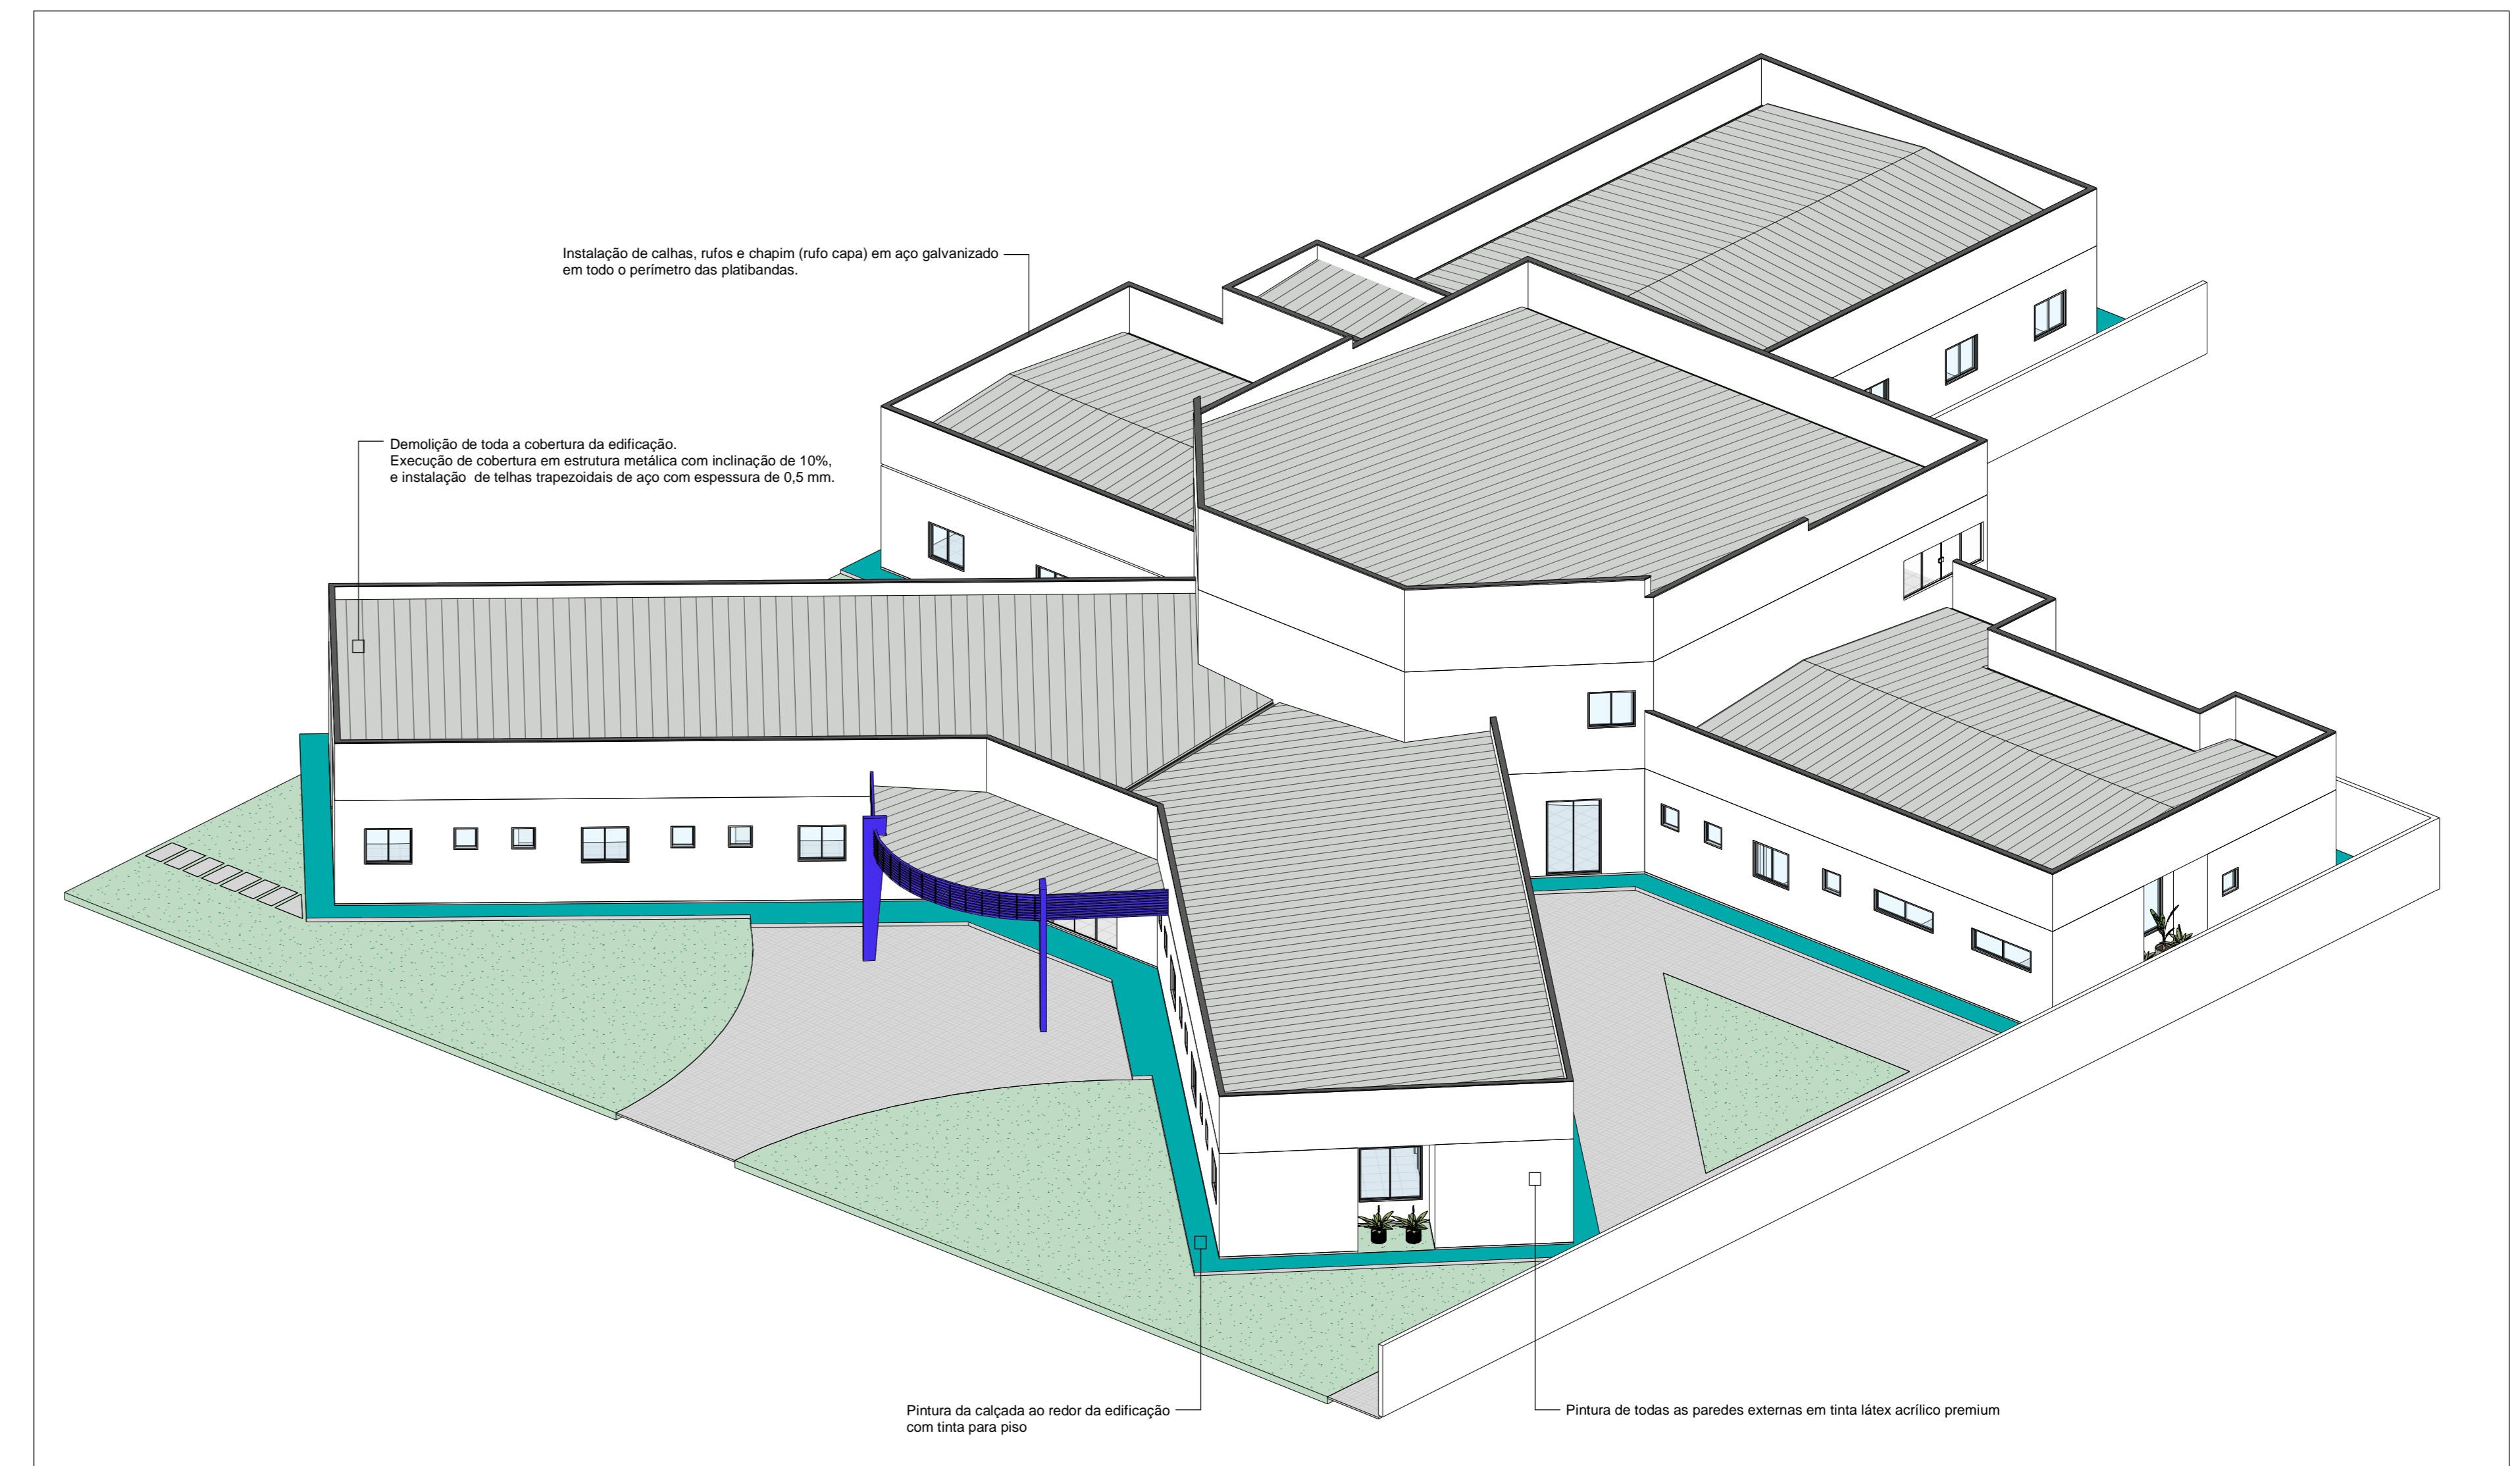 Instalação de calhas, rufos e chapim (rufo capa) em aço galvanizado
em todo o perímetro das platibandas.
Demolição de toda a cobertura da edificação.
Execução de cobertura em estrutura metálica com inclinação de 10%,
e instalação de telhas trapezoidais de aço com espessura de 0,5 mm.
Pintura da calçada ao redor da edificação
com tinta para piso
Pintura de todas as paredes externas em tinta látex acrílico premium